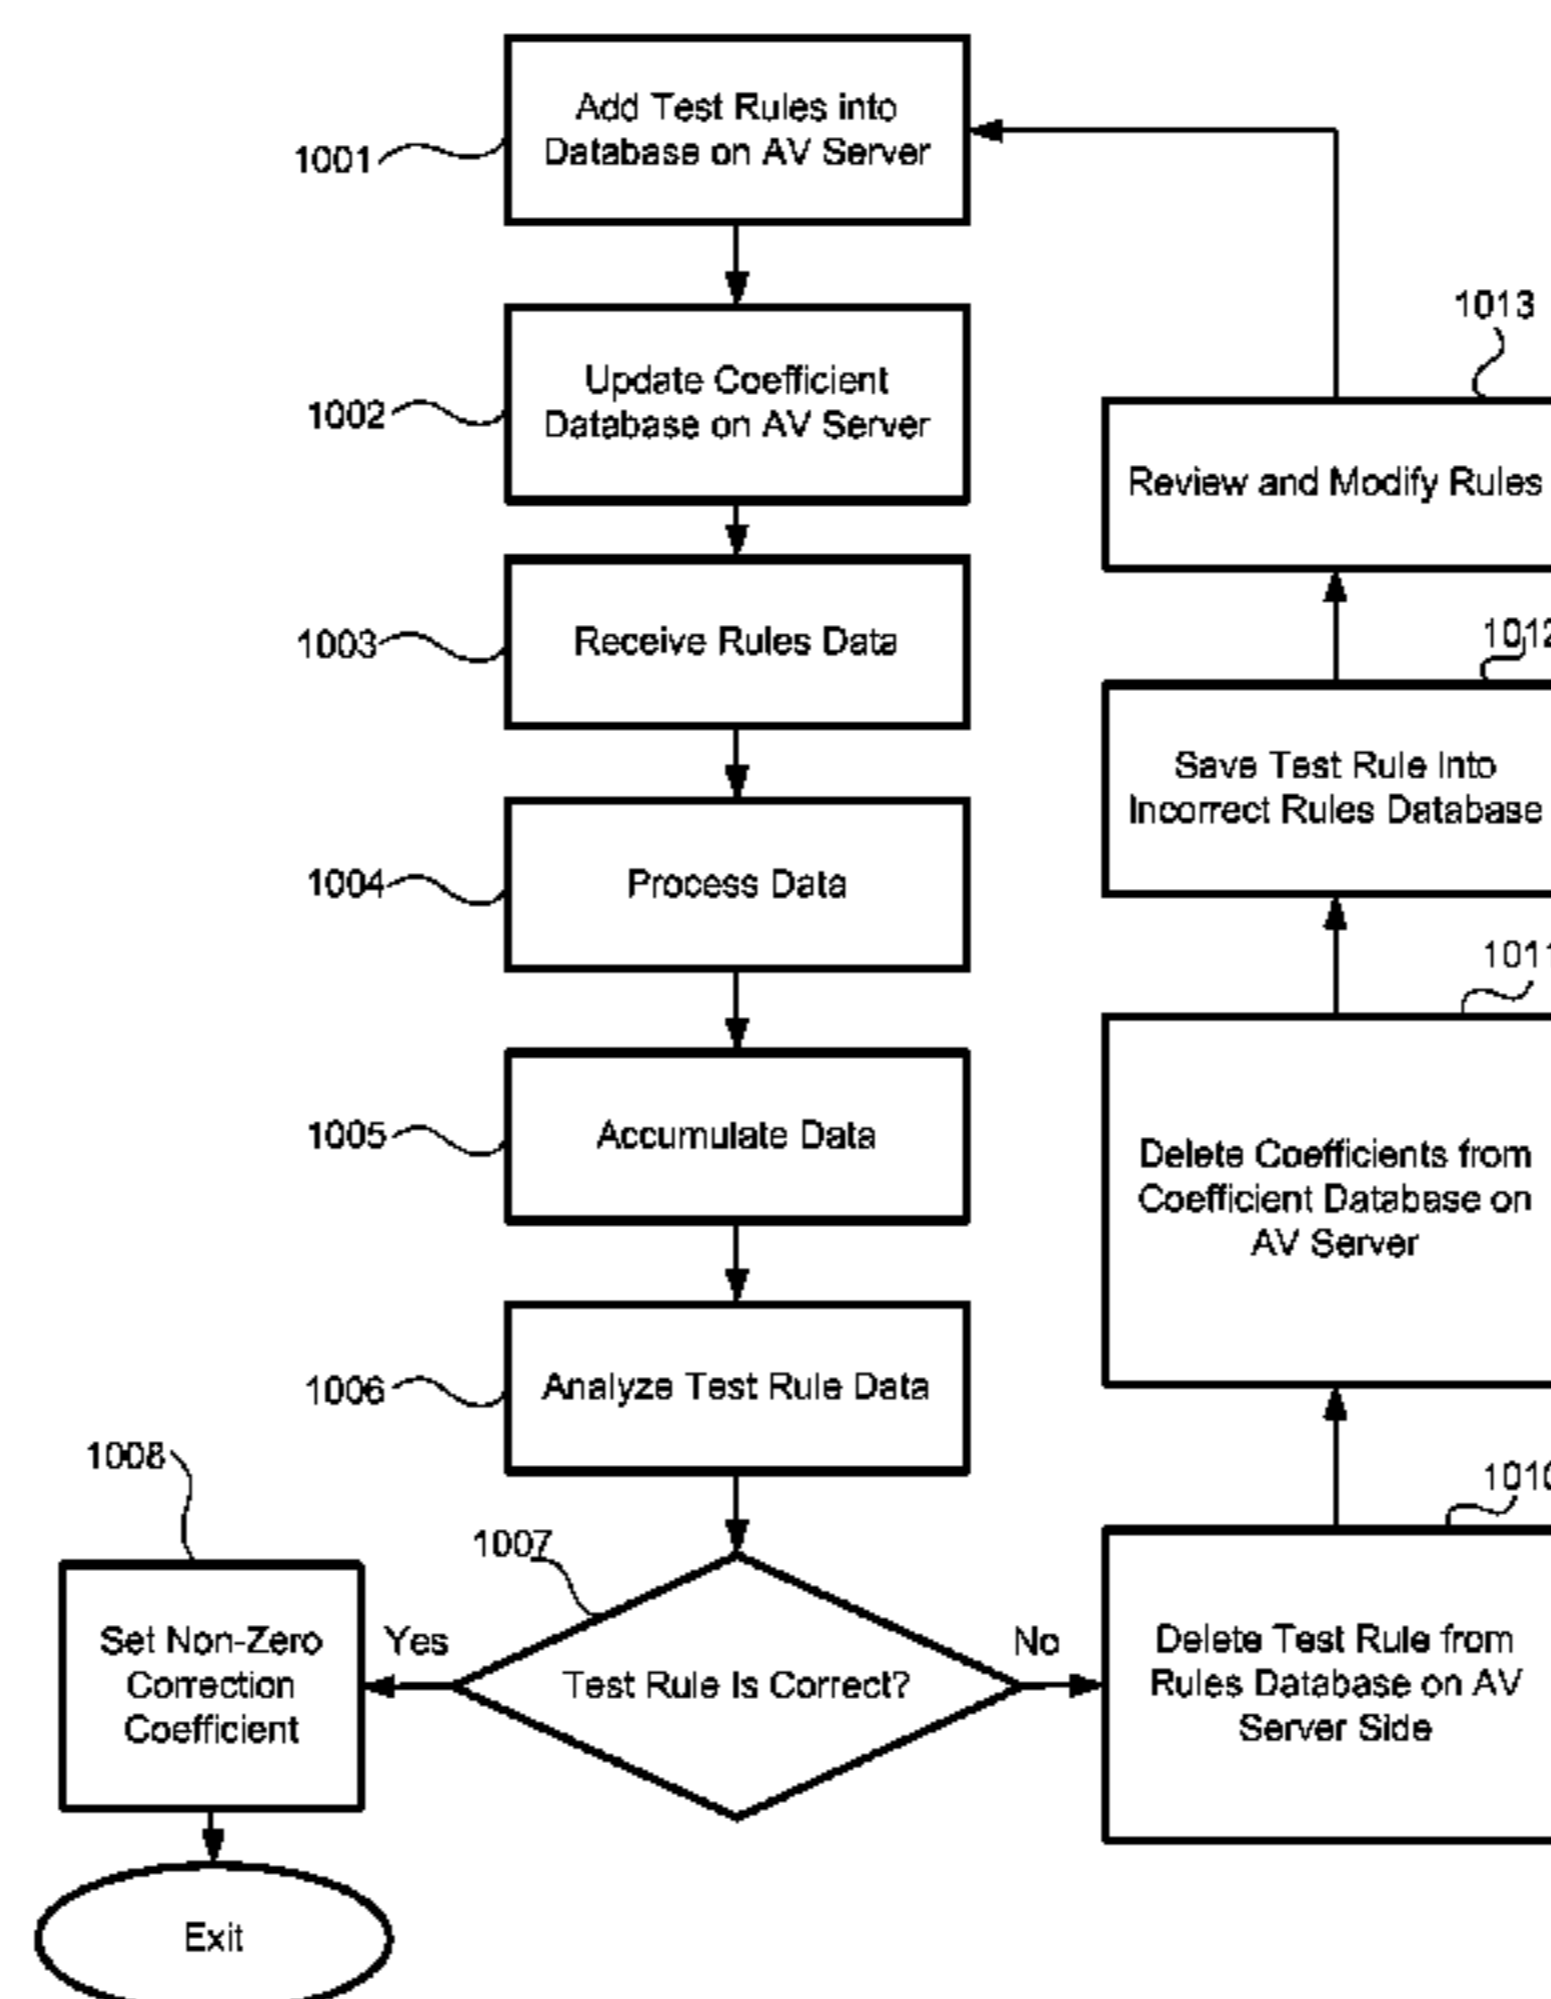 Add Test Rules into
Database on AV Server
1001
Update Coefficient
Database on AV Server
1002
Receive Rules Data
1003
Process Data
1004
Accumulate Data
1005
Analyze Test Rule Data
1006
1007
Test Rule Is Correct?
Yes
No
1008
Set Non-Zero
Correction
Coefficient
Exit
1010
Delete Test Rule from
Rules Database on AV
Server Side
1011
Delete Coefficients from
Coefficient Database on
AV Server
1012
Save Test Rule Into
Incorrect Rules Database
1013
Review and Modify Rules